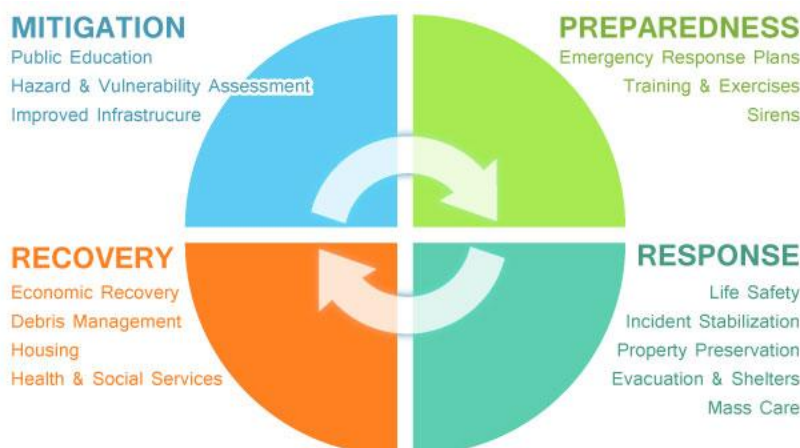 MITIGATION
Public Education
Hazard & Vulnerability Assessment
Improved Infrastrucure
PREPAREDNESS
Emergency Response Plans
Training & Exercises
Sirens
RECOVERY
Economic Recovery
Debris Management
Housing
Health & Social Services
RESPONSE
Life Safety
Incident Stabilization
Property Preservation
Evacuation & Shelters
Mass Care